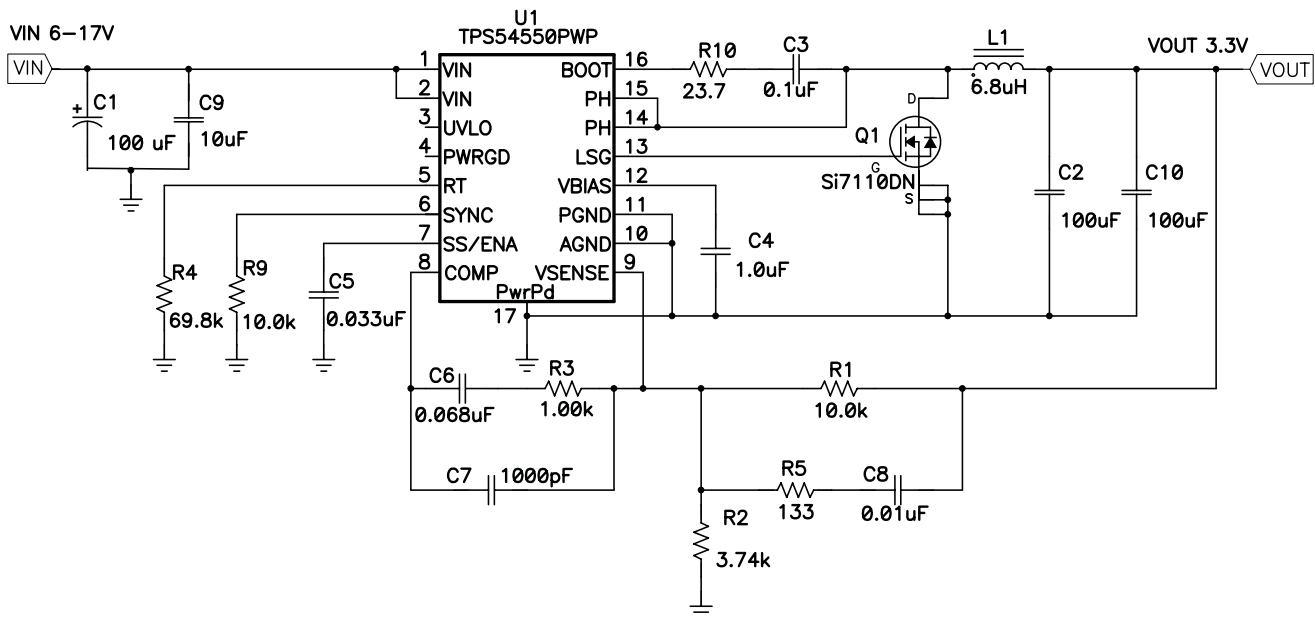 VIN 6-17V
VIN
C1
100 uF
C9
10uF
U1
TPS54550PWP
1
VIN
2
VIN
3
UVLO
4
PWRGD
5
RT
6
SYNC
7
SS/ENA
8
COMP
16
BOOT
15
PH
14
PH
13
LSG
12
VBIAS
11
PGND
10
AGND
9
VSENSE
PwrPd
17
R10
23.7
C3
0.1uF
L1
6.8uH
VOUT 3.3V
VOUT
D
Q1
G
Si7110DN
S
C2
100uF
C10
100uF
C4
1.0uF
R4
69.8k
R9
10.0k
C5
0.033uF
C6
0.068uF
R3
1.00k
R1
10.0k
C7
1000pF
R5
133
C8
0.01uF
R2
3.74k